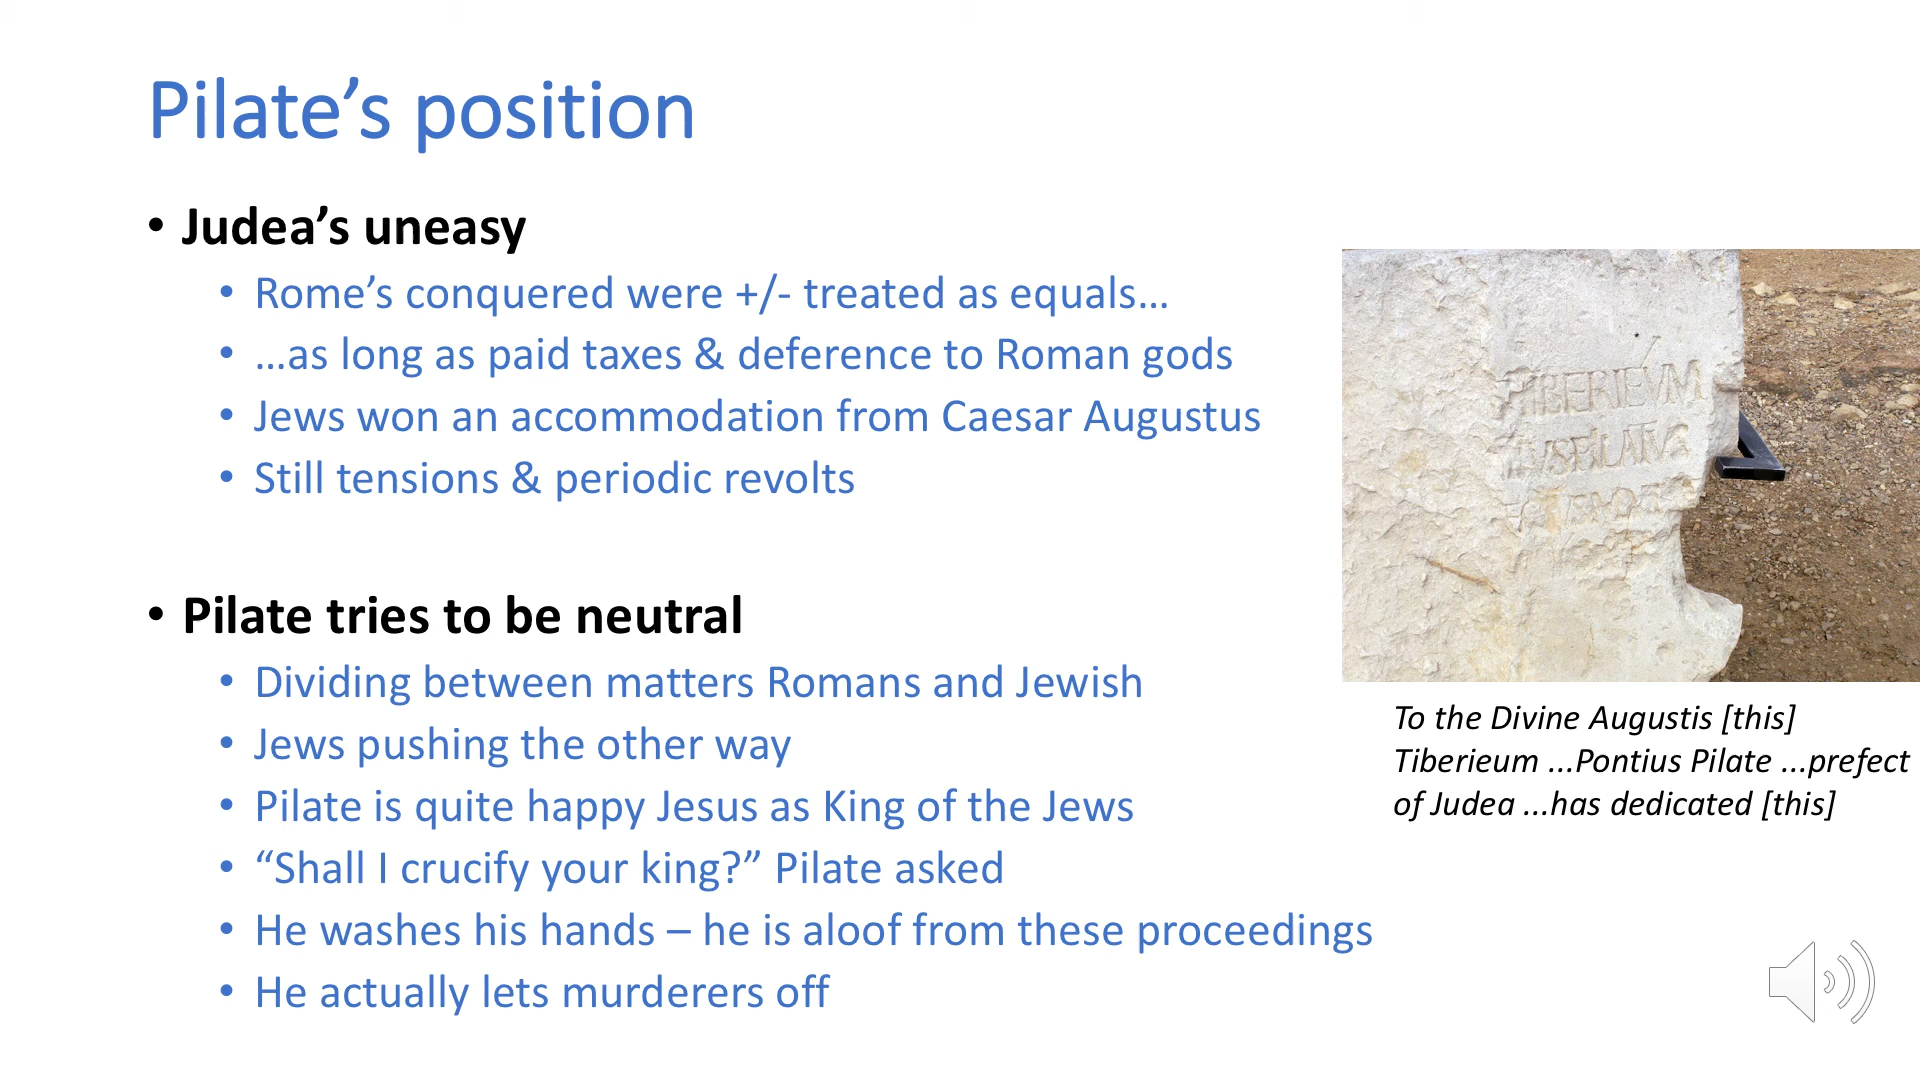 Pilate’s position
• Judea’s uneasy
• Rome’s conquered were +/- treated as equals…
• …as long as paid taxes & deference to Roman gods
• Jews won an accommodation from Caesar Augustus
• Still tensions & periodic revolts
• Pilate tries to be neutral
• Dividing between matters Romans and Jewish
• Jews pushing the other way
• Pilate is quite happy Jesus as King of the Jews
• “Shall I crucify your king?” Pilate asked
• He washes his hands – he is aloof from these proceedings
• He actually lets murderers off
TIBERIEVM
To the Divine Augustis [this]
Tiberieum ...Pontius Pilate ...prefect
of Judea ...has dedicated [this]